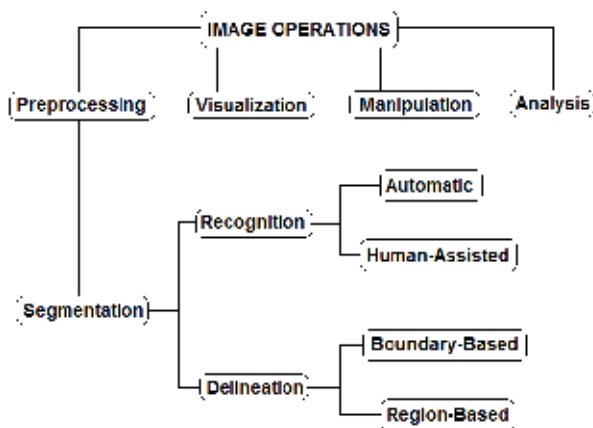 IMAGE OPERATIONS
Preprocessing
Visualization
Manipulation
Analysis
Automatic
Recognition
Human-Assisted
Segmentation
Boundary-Based
Delineation
Region-Based